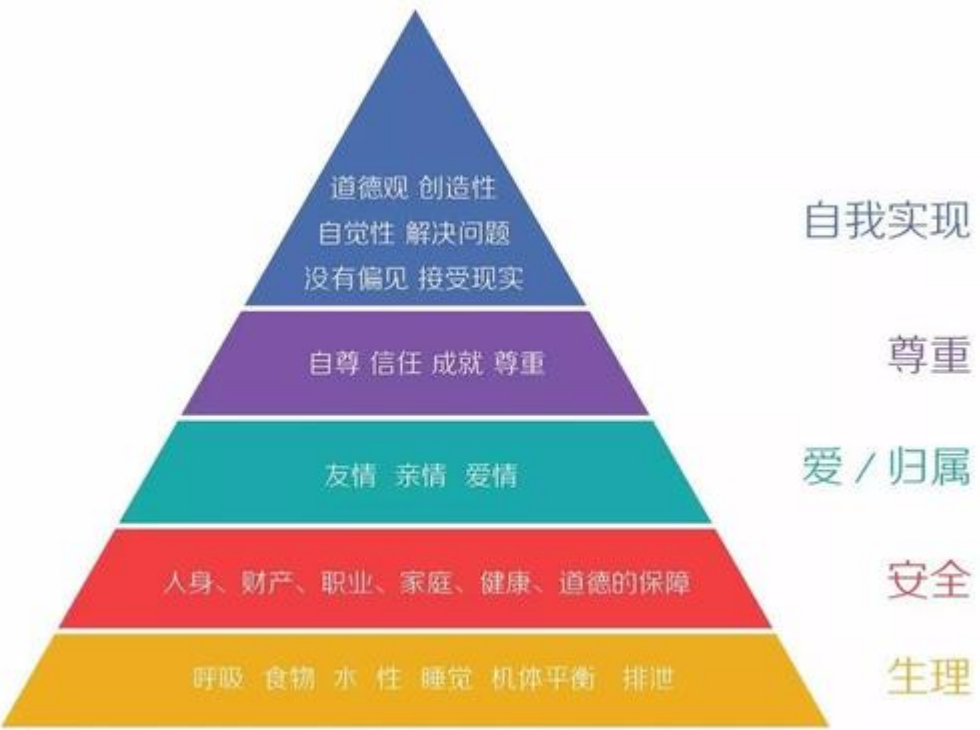 道德观 创造性
自觉性 解决问题
没有偏见 接受现实
自我实现
自尊 信任 成就 尊重
尊重
友情 亲情 爱情
爱 / 归属
人身、财产、职业、家庭、健康、道德的保障
安全
呼吸 食物 水 性 睡觉 机体平衡 排泄
生理